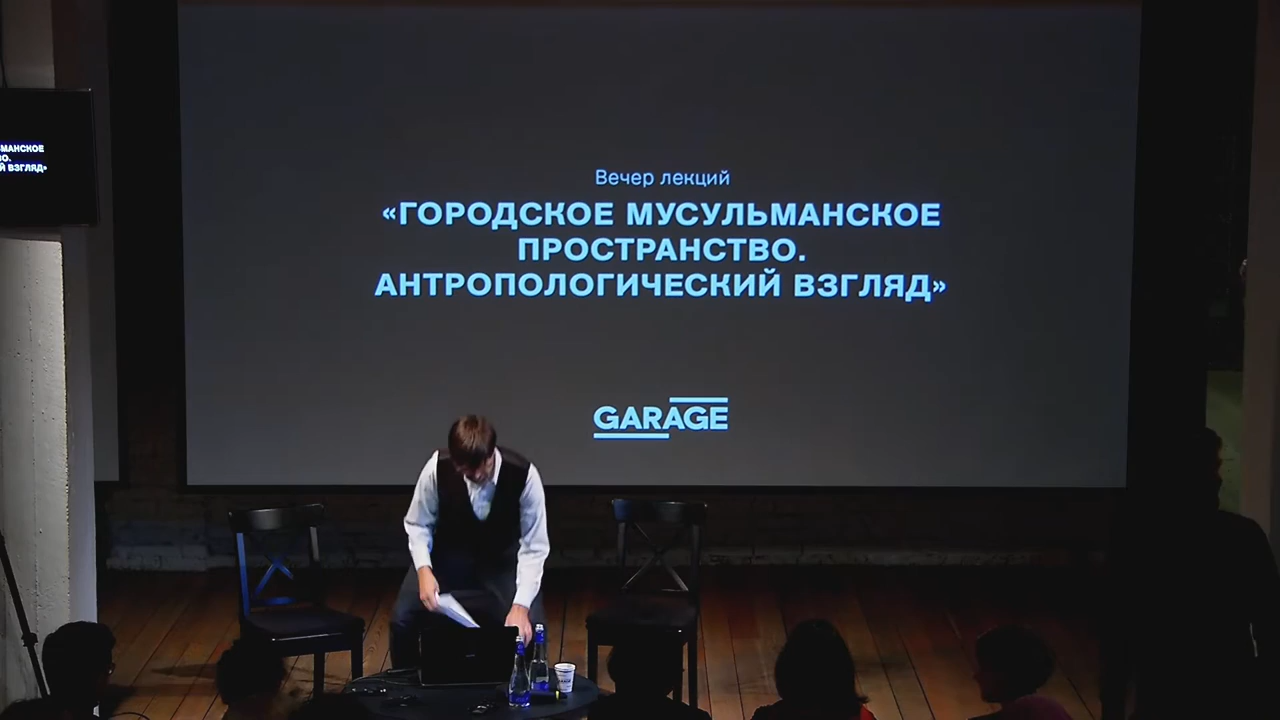 Вечер лекций
«ГОРОДСКОЕ МУСУЛЬМАНСКОЕ
ПРОСТРАНСТВО.
АНТРОПОЛОГИЧЕСКИЙ ВЗГЛЯД»
GARAGE